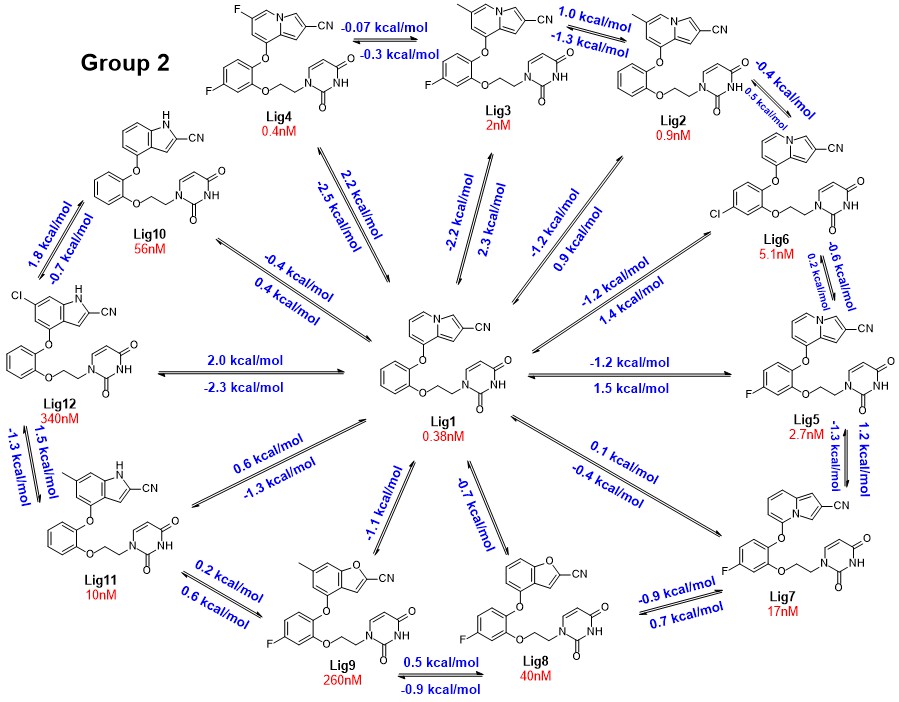 Group 2
F
N
CN
O
F
O
N
O
NH
O
Lig4
0.4nM
-0.07 kcal/mol
-0.3 kcal/mol
N
CN
O
F
O
N
O
NH
O
Lig3
2nM
1.0 kcal/mol
-1.3 kcal/mol
N
CN
O
O
N
O
NH
O
Lig2
0.9nM
-0.4 kcal/mol
0.5 kcal/mol
H
N
CN
O
O
N
O
NH
O
Lig10
56nM
2.2 kcal/mol
-2.5 kcal/mol
-2.2 kcal/mol
2.3 kcal/mol
-1.2 kcal/mol
0.9 kcal/mol
N
CN
O
Cl
O
N
O
NH
O
Lig6
5.1nM
1.8 kcal/mol
-0.7 kcal/mol
-0.4 kcal/mol
0.4 kcal/mol
-1.2 kcal/mol
1.4 kcal/mol
-0.6 kcal/mol
0.2 kcal/mol
Cl
H
N
CN
O
O
N
O
NH
O
Lig12
340nM
2.0 kcal/mol
-2.3 kcal/mol
N
CN
O
O
N
O
NH
O
Lig1
0.38nM
-1.2 kcal/mol
1.5 kcal/mol
N
CN
O
F
O
N
O
NH
O
Lig5
2.7nM
-1.3 kcal/mol
1.5 kcal/mol
0.6 kcal/mol
-1.3 kcal/mol
-1.1 kcal/mol
-0.7 kcal/mol
0.1 kcal/mol
-0.4 kcal/mol
-1.3 kcal/mol
1.2 kcal/mol
H
N
CN
O
O
N
O
NH
O
Lig11
10nM
0.2 kcal/mol
0.6 kcal/mol
O
CN
O
F
O
N
O
NH
O
Lig9
260nM
0.5 kcal/mol
-0.9 kcal/mol
O
CN
O
F
O
N
O
NH
O
Lig8
40nM
-0.9 kcal/mol
0.7 kcal/mol
N
CN
O
F
O
N
O
NH
O
Lig7
17nM